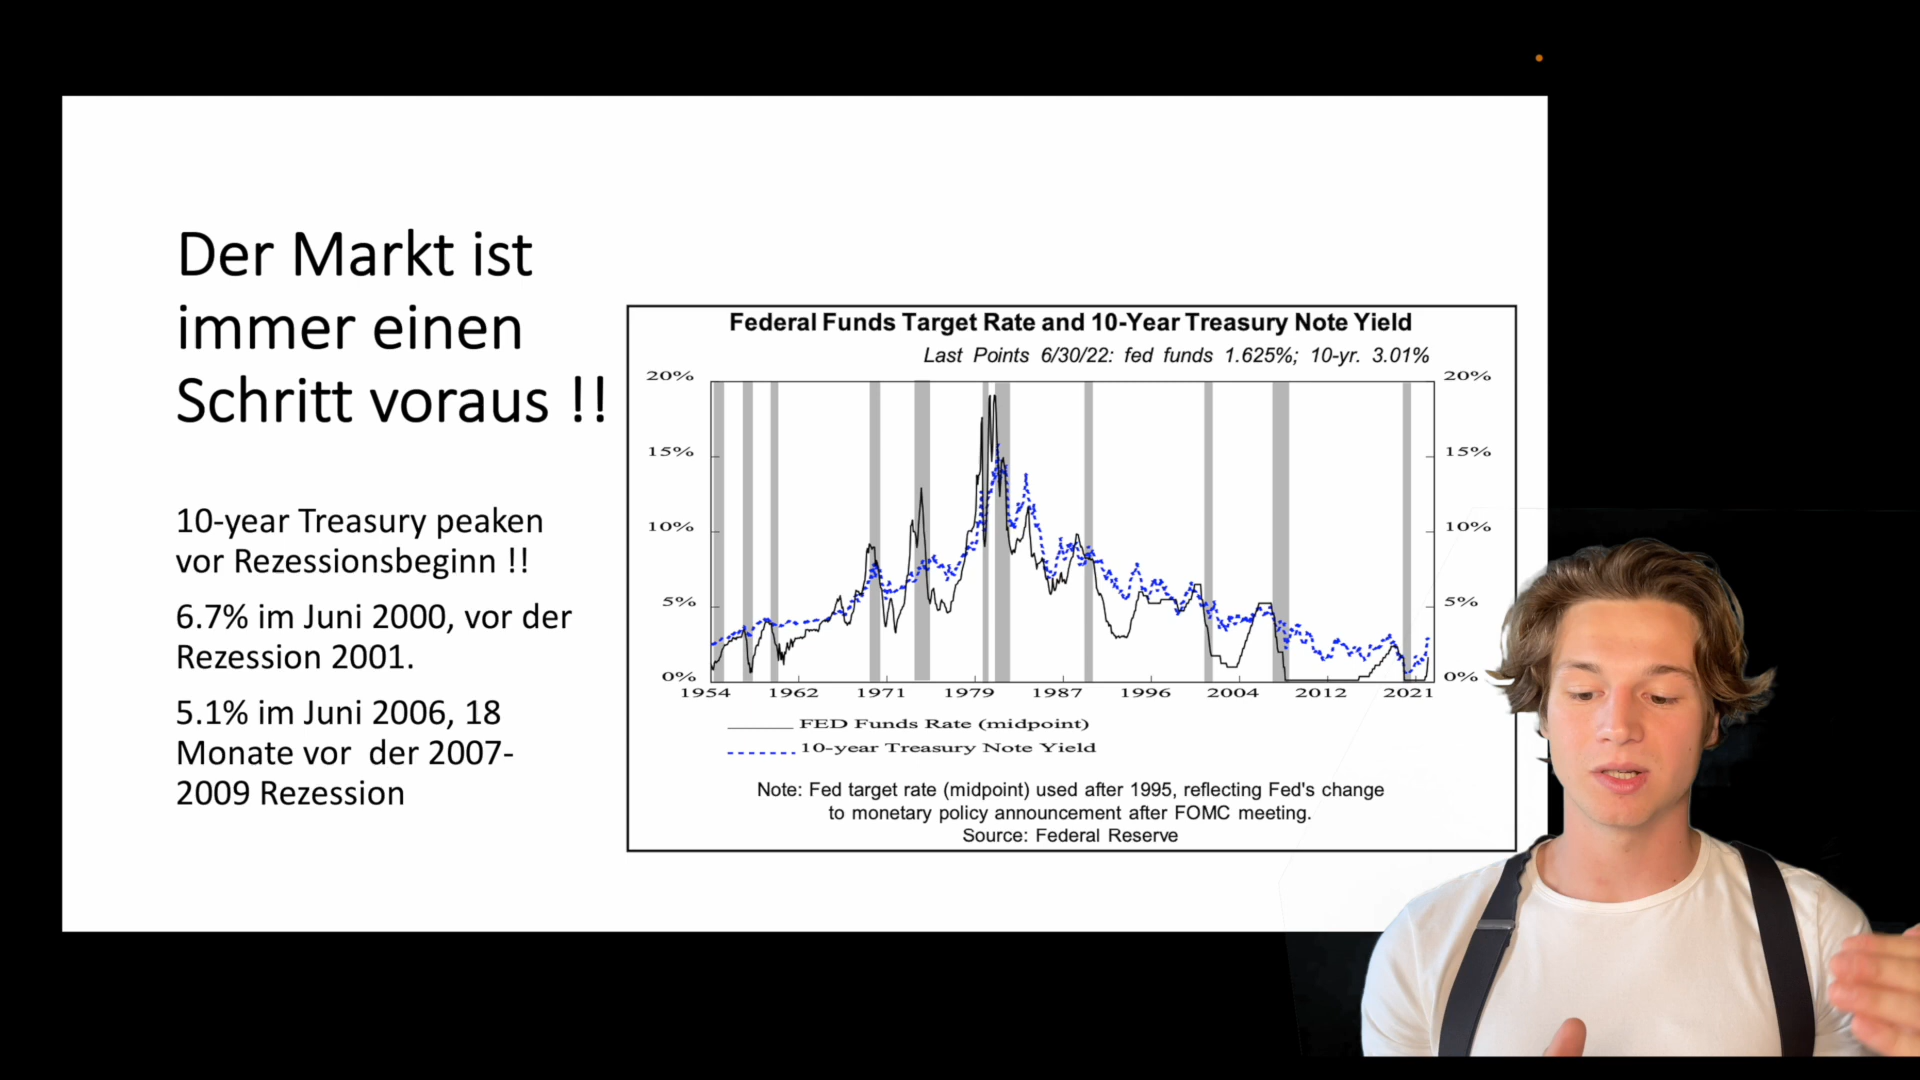 Der Markt ist
immer einen
Schritt voraus !!
10-year Treasury peaken
vor Rezessionsbeginn !!
6.7% im Juni 2000, vor der
Rezession 2001.
5.1% im Juni 2006, 18
Monate vor  der 2007-
2009 Rezession
Federal Funds Target Rate and 10-Year Treasury Note Yield
Last Points 6/30/22: fed funds 1.625%; 10-yr. 3.01%
20% 20%
15% 15%
10% 10%
5% 5%
0% 0%
1954 1962 1971 1979 1987 1996 2004 2012 2021
FED Funds Rate (midpoint)
10-year Treasury Note Yield
Note: Fed target rate (midpoint) used after 1995, reflecting Fed's change
to monetary policy announcement after FOMC meeting.
Source: Federal Reserve